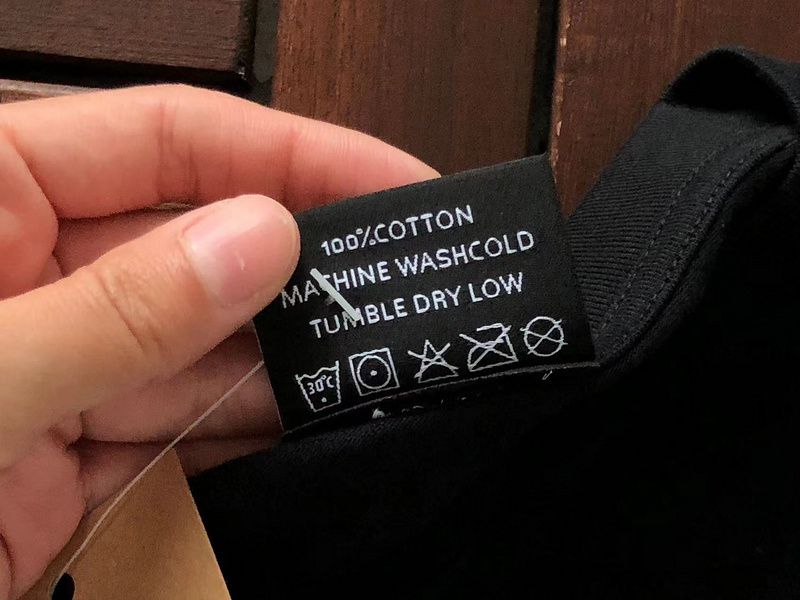 100%COTTON
MACHINE WASHCOLD
TUMBLE DRY LOW
30°C